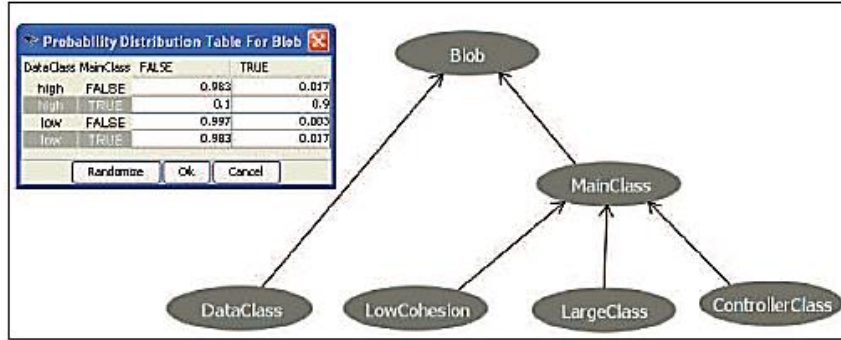 Probability Distribution Table For Blob
DataClass MainClass FALSE TRUE
high FALSE 0.983 0.017
high TRUE 0.1 0.9
low FALSE 0.997 0.003
low TRUE 0.983 0.017
Randomize Ok Cancel
Blob
MainClass
DataClass
LowCohesion
LargeClass
ControllerClass